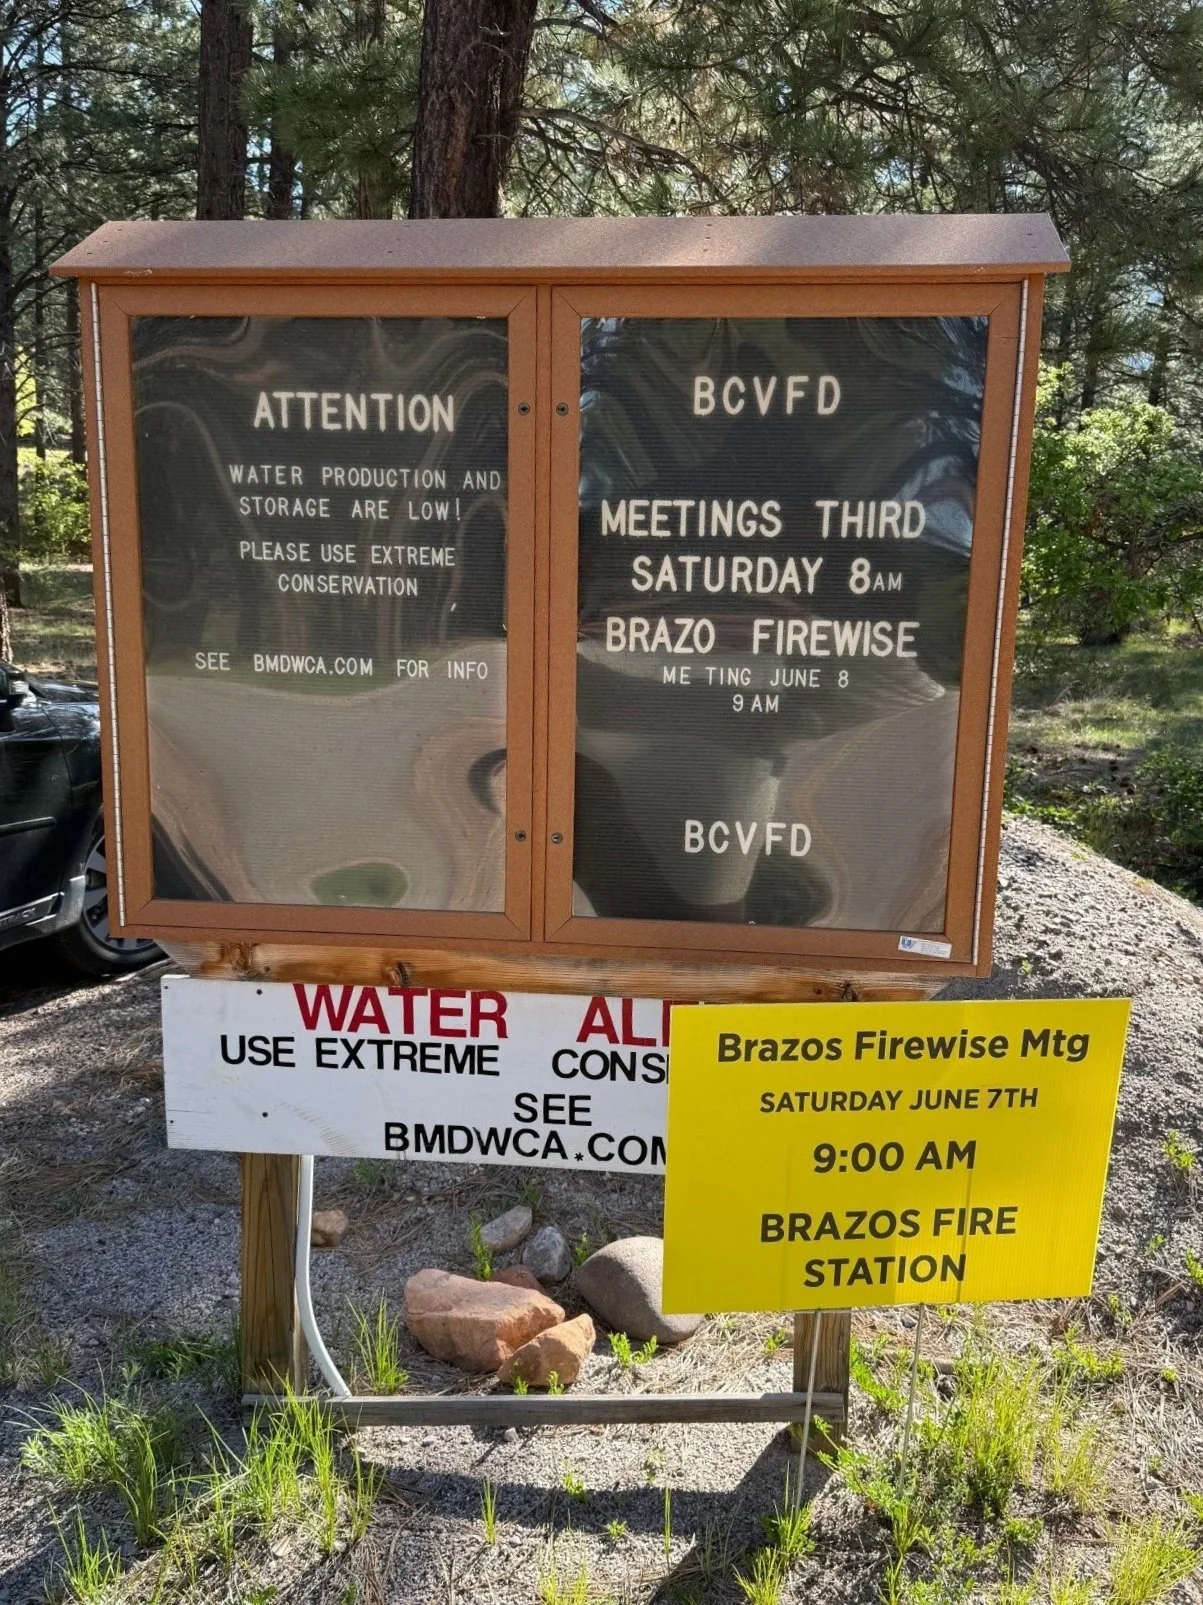 ATTENTION
WATER PRODUCTION AND
STORAGE ARE LOW!
PLEASE USE EXTREME
CONSERVATION
SEE BMDWCA.COM FOR INFO
BCVFD
MEETINGS THIRD
SATURDAY 8AM
BRAZO FIREWISE
ME TING JUNE 8
9 AM
BCVFD
WATER AL
USE EXTREME CONS
SEE
BMDWCA.COM
Brazos Firewise Mtg
SATURDAY JUNE 7TH
9:00 AM
BRAZOS FIRE
STATION